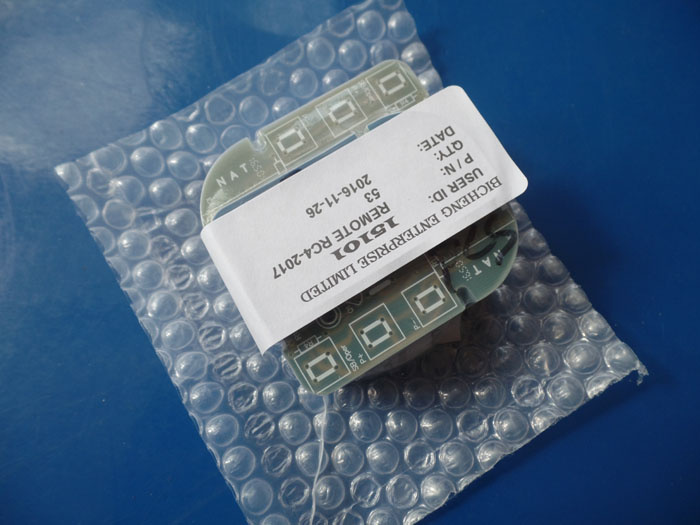 BICHENG ENTERPRISE LIMITED
USER ID: 15101
P/N: REMOTE RC4-2017
QTY: 53
DATE: 2016-11-26
NAT
NAT
P+
P-